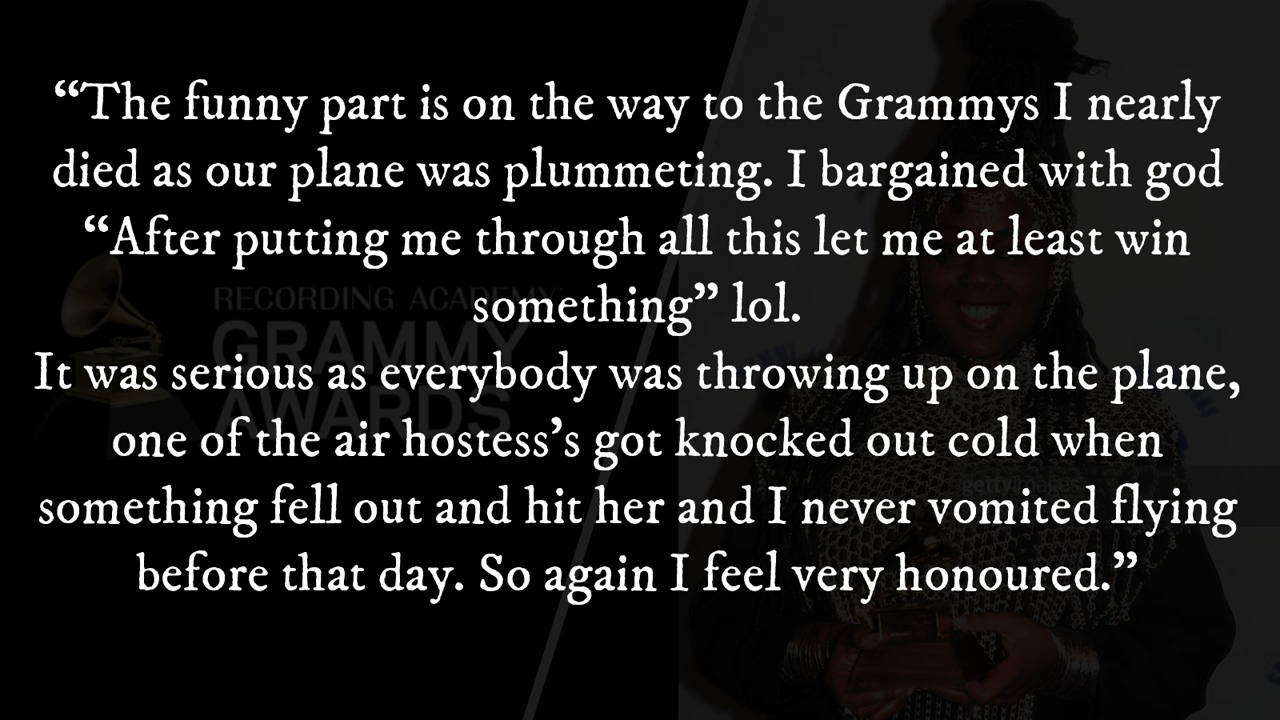 “The funny part is on the way to the Grammys I nearly
died as our plane was plummeting. I bargained with god
“After putting me through all this let me at least win
something” lol.
It was serious as everybody was throwing up on the plane,
one of the air hostess’s got knocked out cold when
something fell out and hit her and I never vomited flying
before that day. So again I feel very honoured.”
RECORDING ACADEMY
GRAMMY
AWARDS
gettyimages